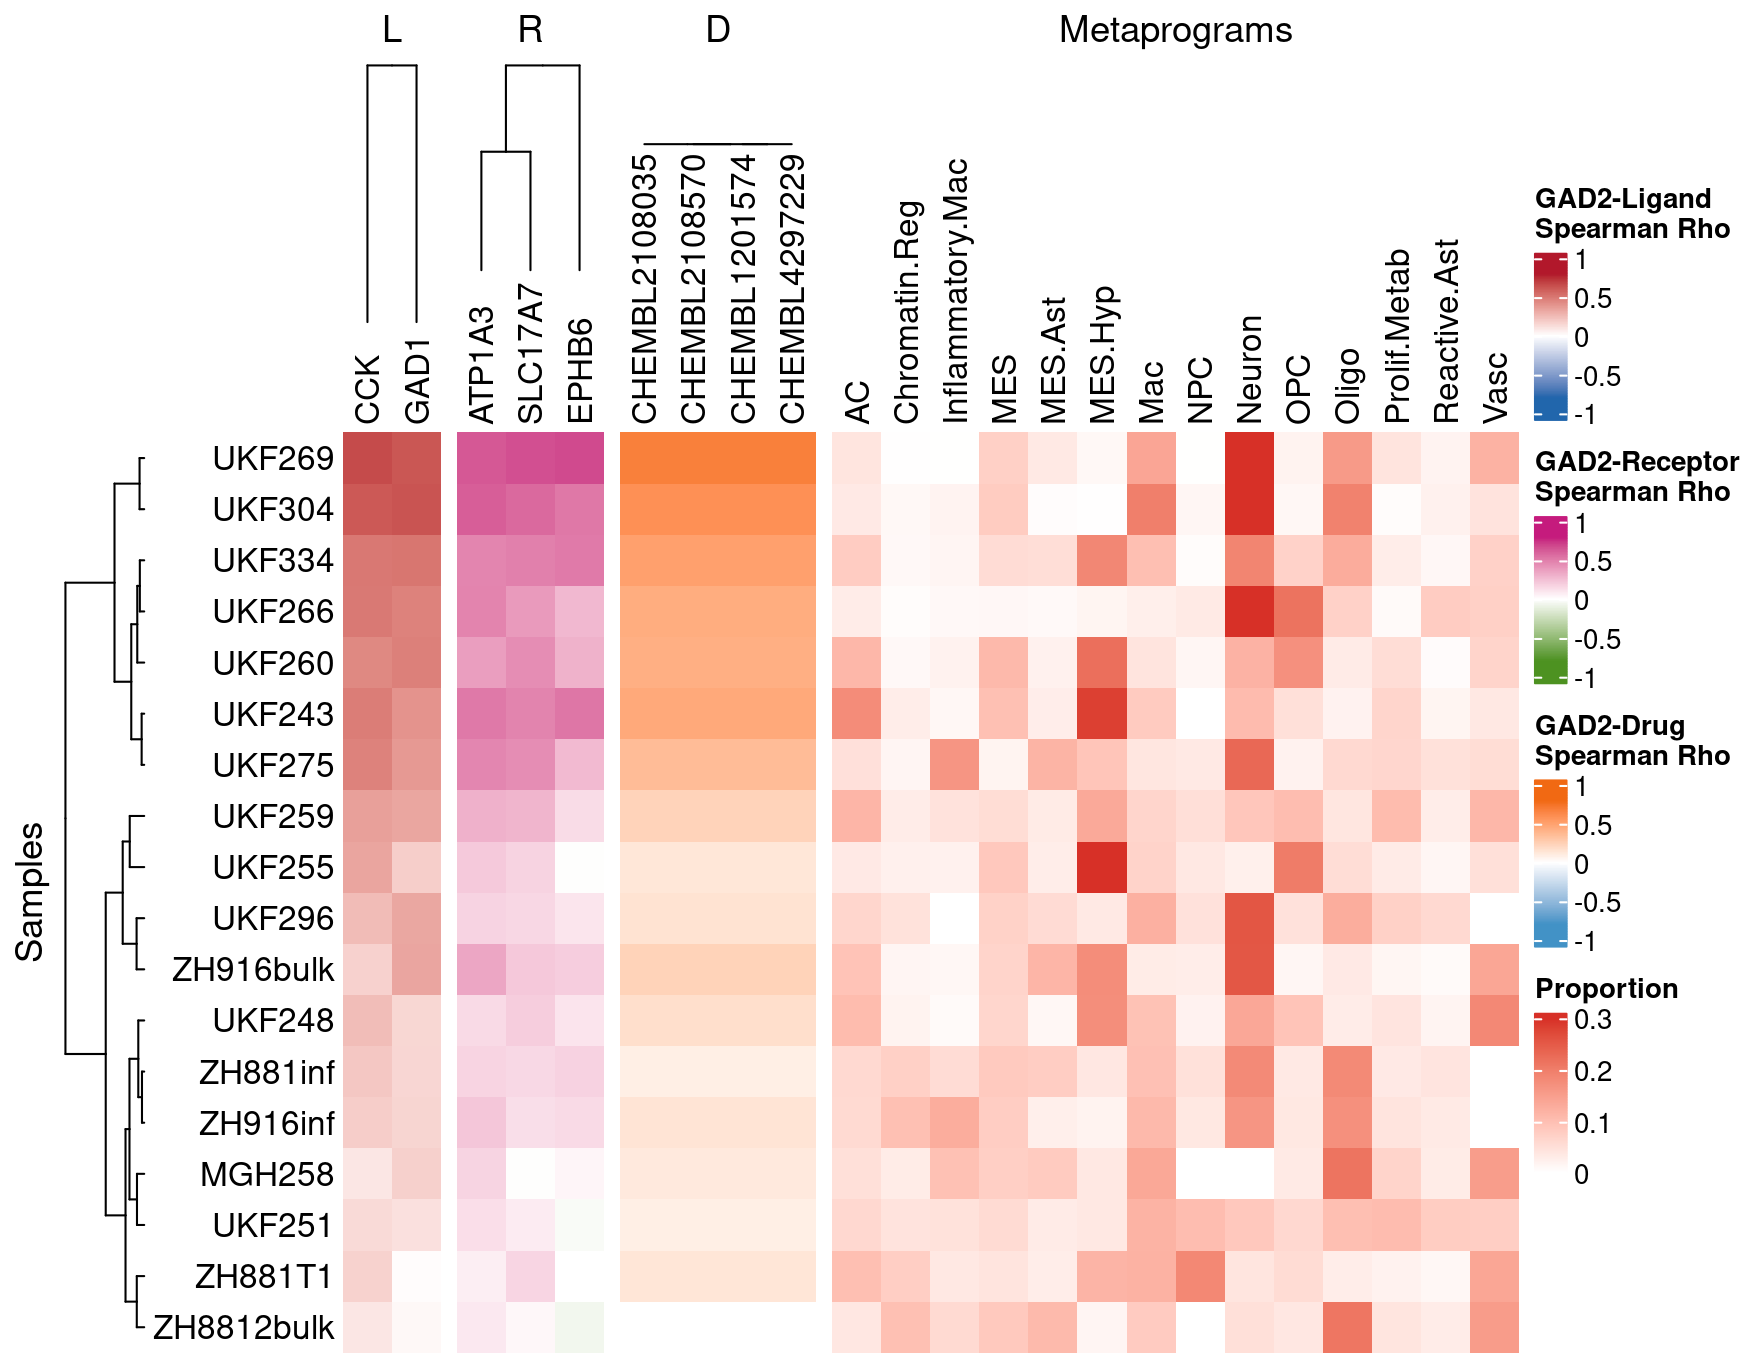 L
R
D
Metaprograms
CCK
GAD1
ATP1A3
SLC17A7
EPHB6
CHEMBL2108035
CHEMBL2108570
CHEMBL1201574
CHEMBL4297229
AC
Chromatin.Reg
Inflammatory.Mac
MES
MES.Ast
MES.Hyp
Mac
NPC
Neuron
OPC
Oligo
Prolif.Metab
Reactive.Ast
Vasc
Samples
UKF269
UKF304
UKF334
UKF266
UKF260
UKF243
UKF275
UKF259
UKF255
UKF296
ZH916bulk
UKF248
ZH881inf
ZH916inf
MGH258
UKF251
ZH881T1
ZH8812bulk
GAD2-Ligand
Spearman Rho
1
0.5
0
-0.5
-1
GAD2-Receptor
Spearman Rho
1
0.5
0
-0.5
-1
GAD2-Drug
Spearman Rho
1
0.5
0
-0.5
-1
Proportion
0.3
0.2
0.1
0